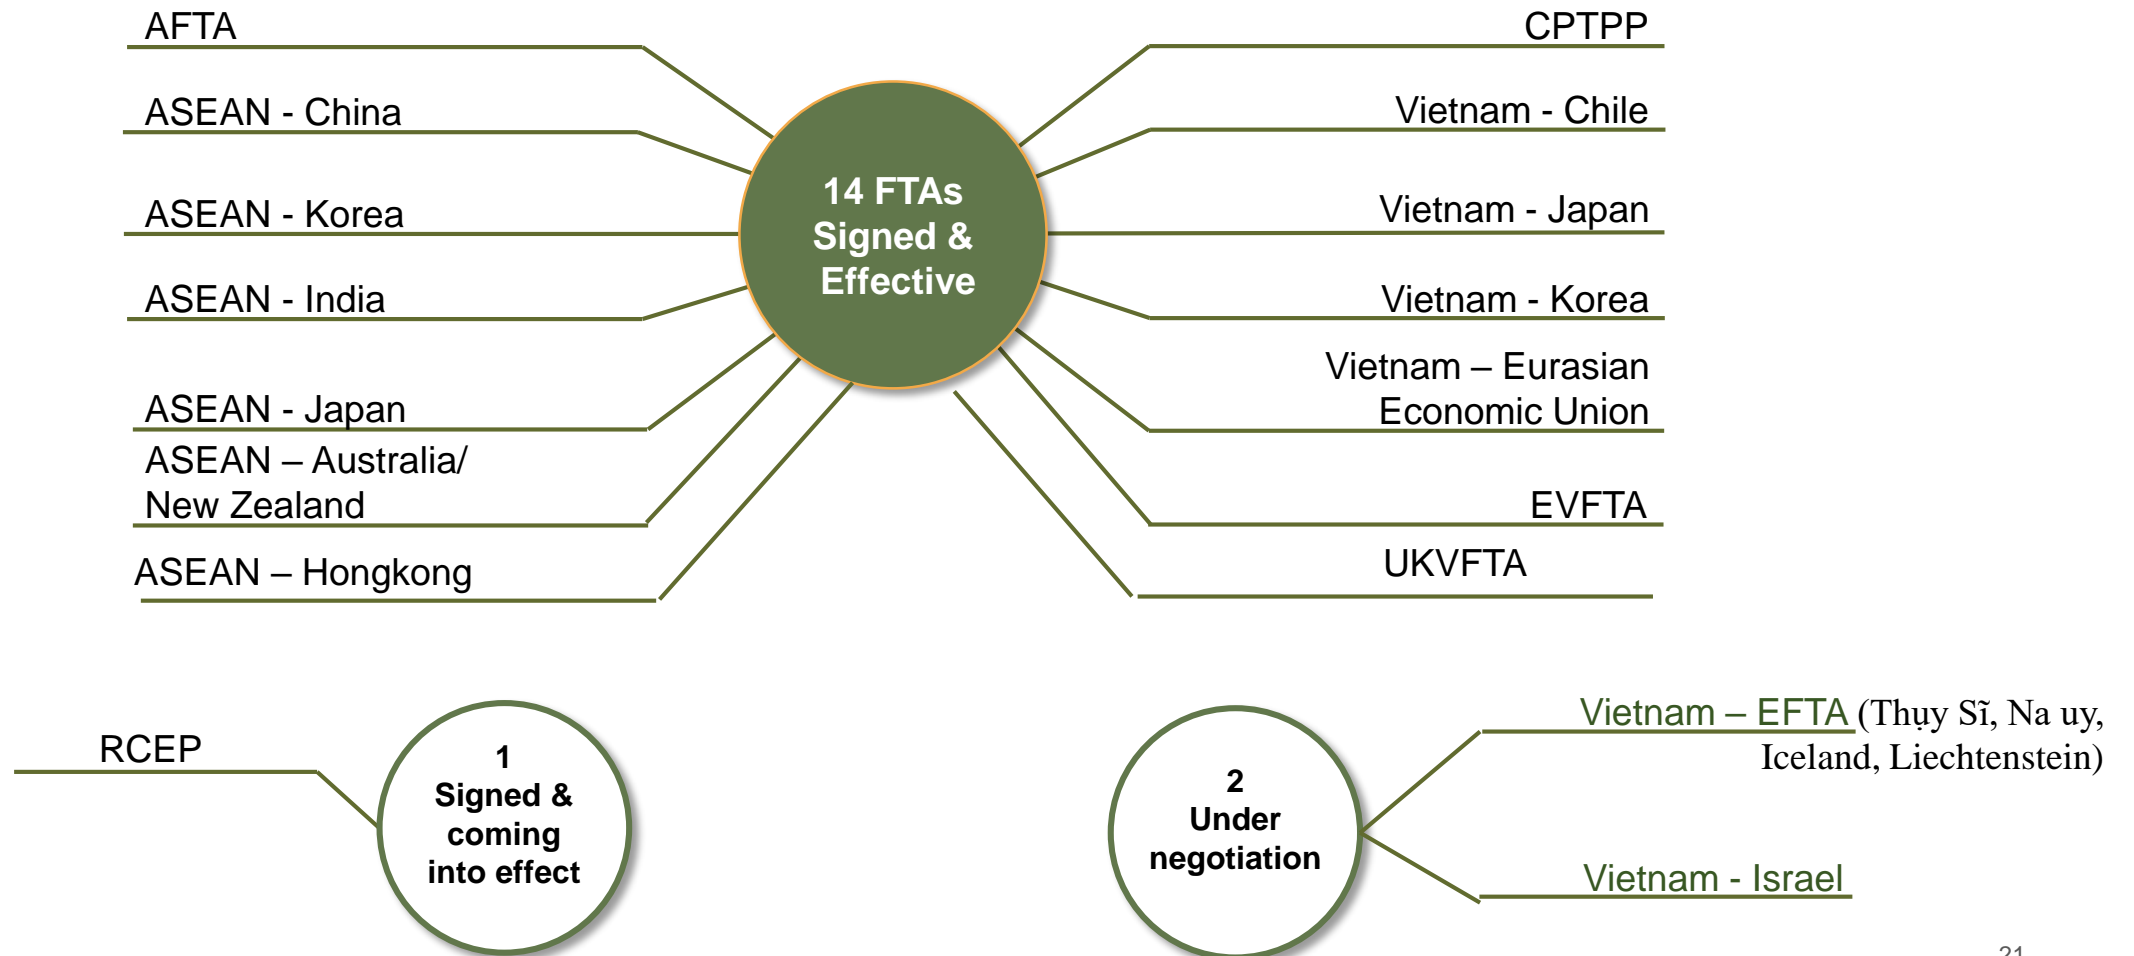 AFTA
ASEAN - China
ASEAN - Korea
ASEAN - India
ASEAN - Japan
ASEAN – Australia/
New Zealand
ASEAN – Hongkong
14 FTAs
Signed &
Effective
CPTPP
Vietnam - Chile
Vietnam - Japan
Vietnam - Korea
Vietnam – Eurasian
Economic Union
EVFTA
UKVFTA
RCEP
1
Signed &
coming
into effect
2
Under
negotiation
Vietnam – EFTA (Thụy Sĩ, Na uy,
Iceland, Liechtenstein)
Vietnam - Israel
21